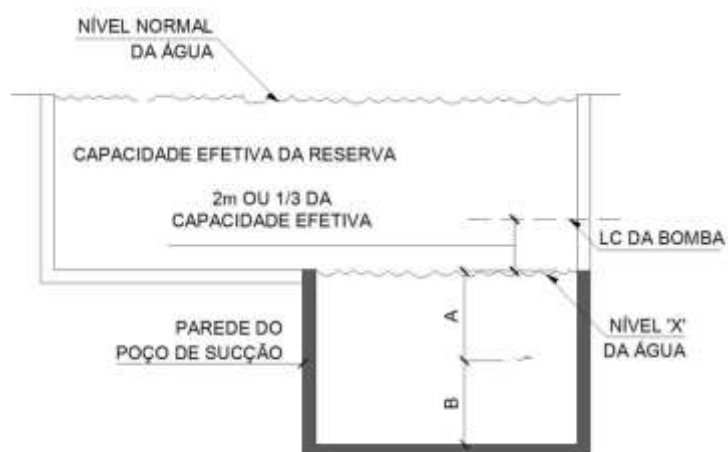 NÍVEL NORMAL
DA ÁGUA
CAPACIDADE EFETIVA DA RESERVA
2m OU 1/3 DA
CAPACIDADE EFETIVA
LC DA BOMBA
PAREDE DO
POÇO DE SUCÇÃO
A
B
NÍVEL 'X'
DA ÁGUA